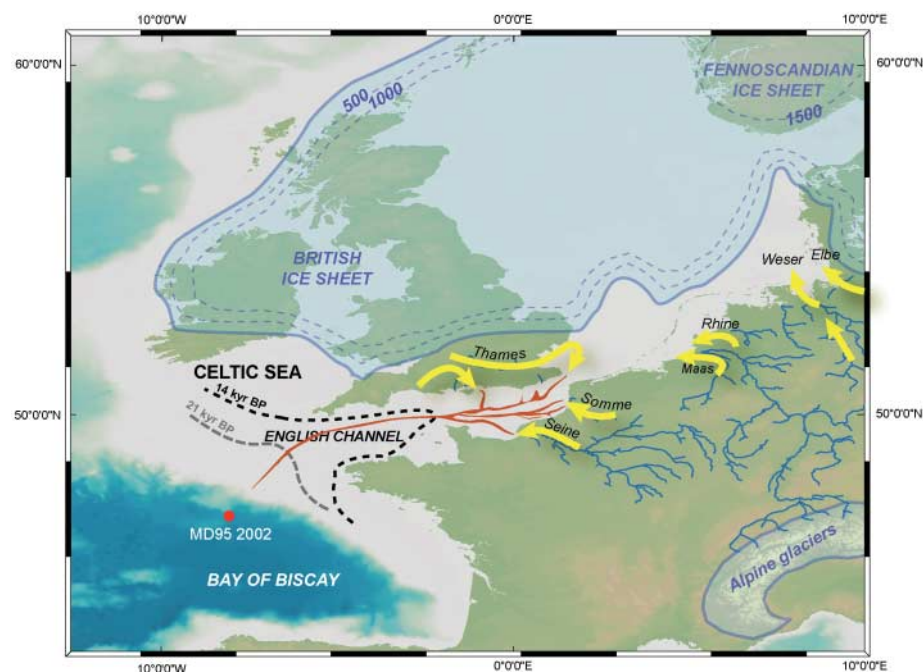 10°0'0"W
0°0'0"E
10°0'0"E
60°0'0"N
60°0'0"N
FENNOSCANDIAN
ICE SHEET
500
1000
1500
BRITISH
ICE SHEET
Weser
Elbe
Rhine
Maas
Thames
CELTIC SEA
14 kyr BP
21 kyr BP
50°0'0"N
50°0'0"N
Somme
ENGLISH CHANNEL
Seine
MD95 2002
BAY OF BISCAY
Alpine glaciers
10°0'0"W
0°0'0"E
10°0'0"E